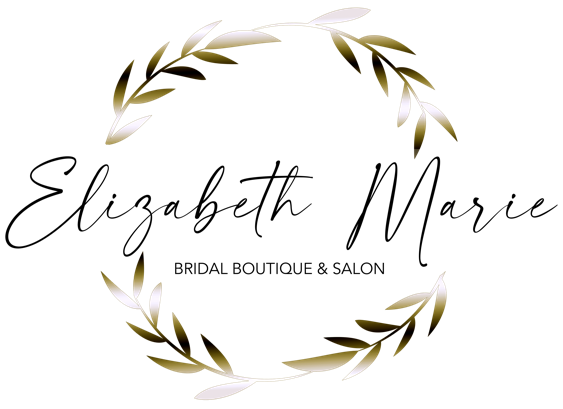 Elizabeth Marie
BRIDAL BOUTIQUE & SALON